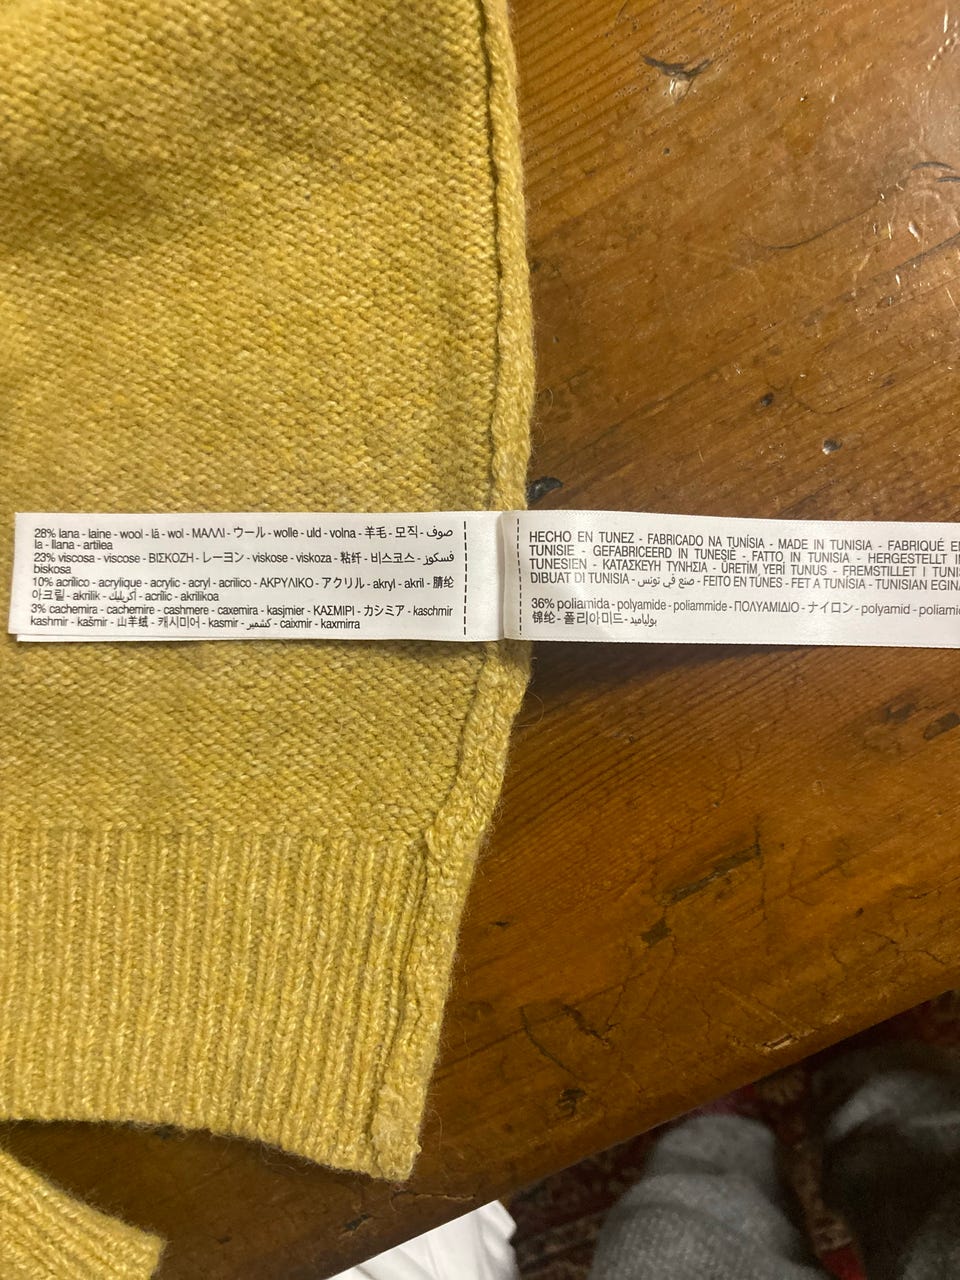 28% lana - laine - wool - lã - wol - ΜΑΛΛΙ - ウール - wolle - uld - volna - 羊毛 - 모직 - صوف
la - llana - artilea
23% viscosa - viscose - ΒΙΣΚΟΖΗ - レーヨン - viskose - viskoza - 粘纤 - 비스코스 - فسكوز
biskosa
10% acrílico - acrylique - acrylic - acryl - acrilico - ΑΚΡΥΛΙΚΟ - アクリル - akryl - akril - 腈纶
아크릴 - akrilik - أكريليك - acrílic - akrilikoa
3% cachemira - cachemire - cashmere - caxemira - kasjmier - ΚΑΣΜΙΡΙ - カシミア - kaschmir
kashmir - kašmir - 山羊绒 - 캐시미어 - kasmir - كشمير - caixmir - kaxmirra
HECHO EN TUNEZ - FABRICADO NA TUNÍSIA - MADE IN TUNISIA - FABRIQUÉ EN
TUNISIE - GEFABRICEERD IN TUNESIË - FATTO IN TUNISIA - HERGESTELLT IN
TUNESIEN - ΚΑΤΑΣΚΕΥΗ ΤΥΝΗΣΙΑ - ÜRETİM YERİ TUNUS - FREMSTILLET I TUNI
DIBUAT DI TUNISIA - صنع في تونس - FEITO EN TÚNES - FET A TUNÍSIA - TUNISIAN EGINA
36% poliamida - polyamide - poliammide - ΠΟΛΥΑΜΙΔΙΟ - ナイロン - polyamid - poliamid
锦纶 - 폴리아미드 - بولياميد